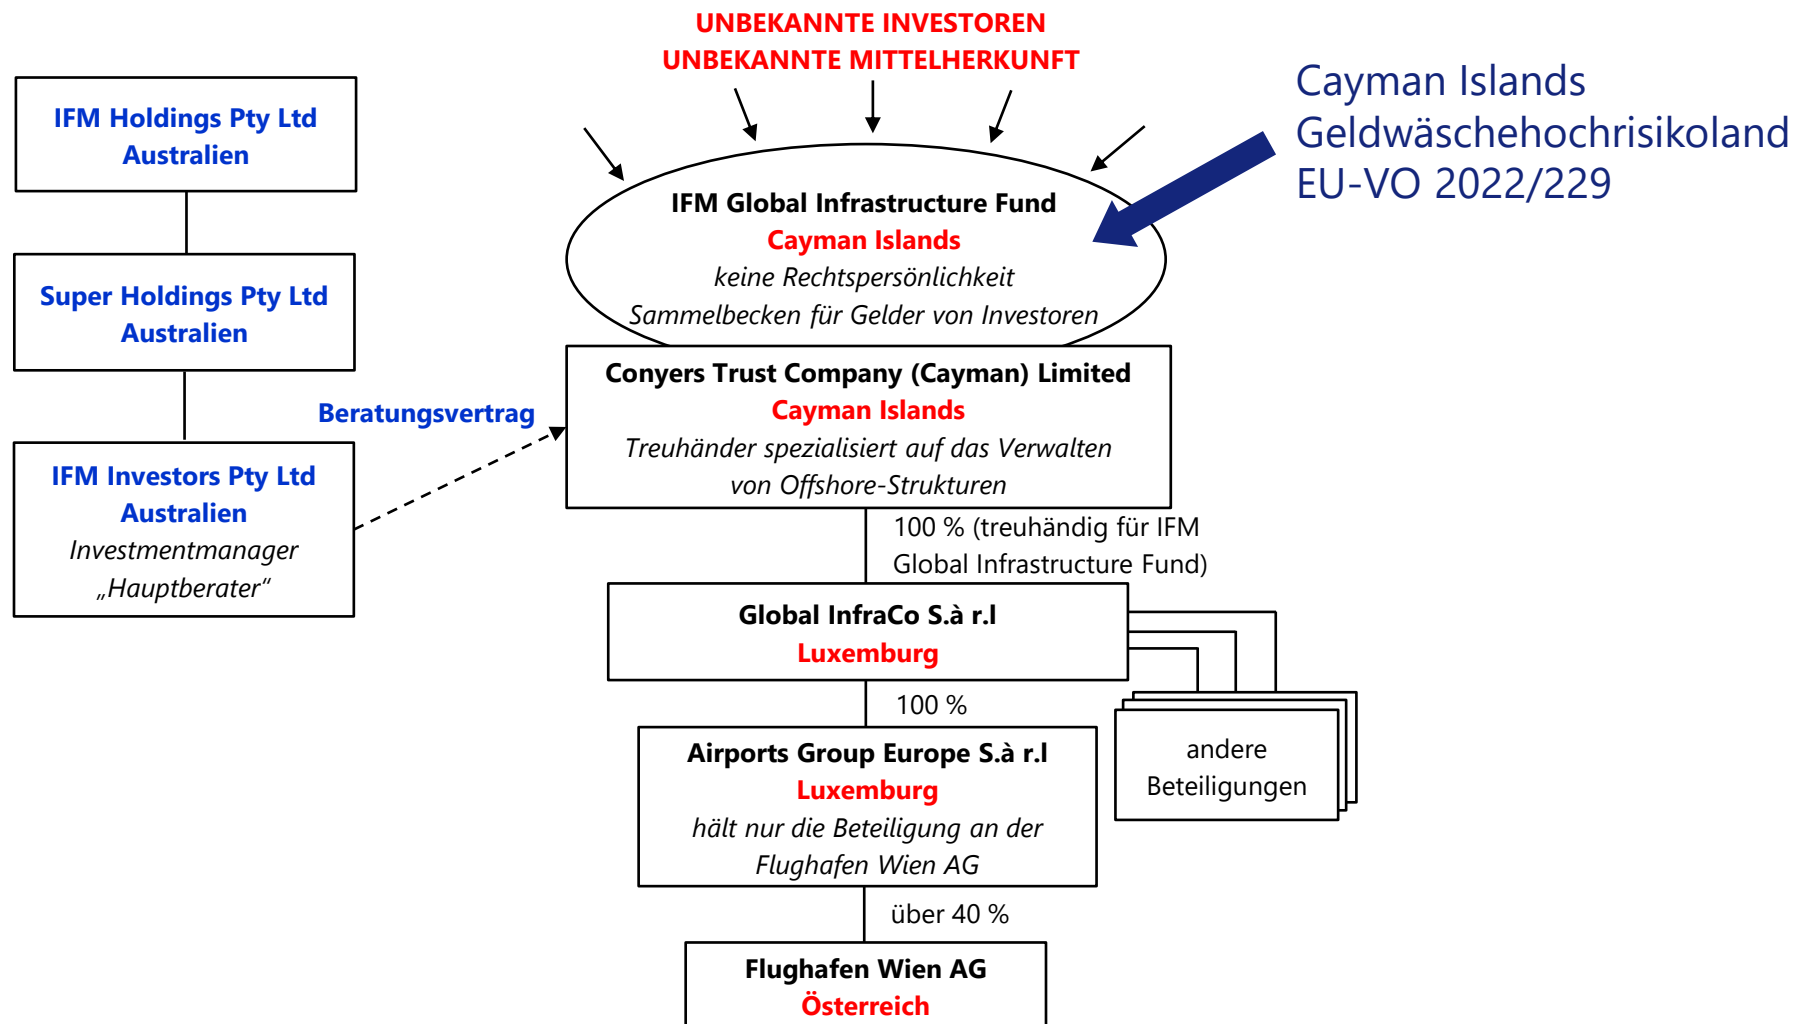 UNBEKANNTE INVESTOREN
UNBEKANNTE MITTELHERKUNFT
Cayman Islands
Geldwäschehochrisikoland
EU-VO 2022/229
IFM Holdings Pty Ltd
Australien
Super Holdings Pty Ltd
Australien
IFM Investors Pty Ltd
Australien
Investmentmanager
„Hauptberater“
Beratungsvertrag
IFM Global Infrastructure Fund
Cayman Islands
keine Rechtspersönlichkeit
Sammelbecken für Gelder von Investoren
Conyers Trust Company (Cayman) Limited
Cayman Islands
Treuhänder spezialisiert auf das Verwalten
von Offshore-Strukturen
100 % (treuhändig für IFM
Global Infrastructure Fund)
Global InfraCo S.à r.l
Luxemburg
100 %
andere
Beteiligungen
Airports Group Europe S.à r.l
Luxemburg
hält nur die Beteiligung an der
Flughafen Wien AG
über 40 %
Flughafen Wien AG
Österreich